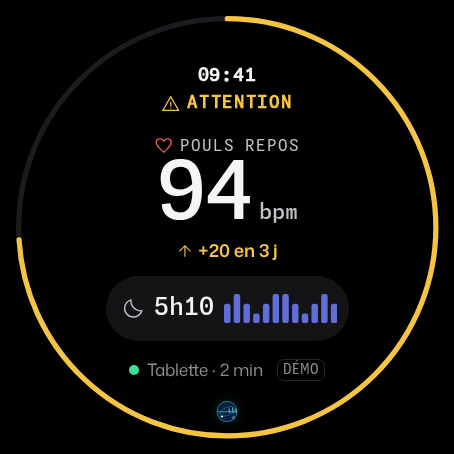 09:41
ATTENTION
POULS REPOS
94 bpm
↑ +20 en 3 j
5h10
Tablette · 2 min DÉMO